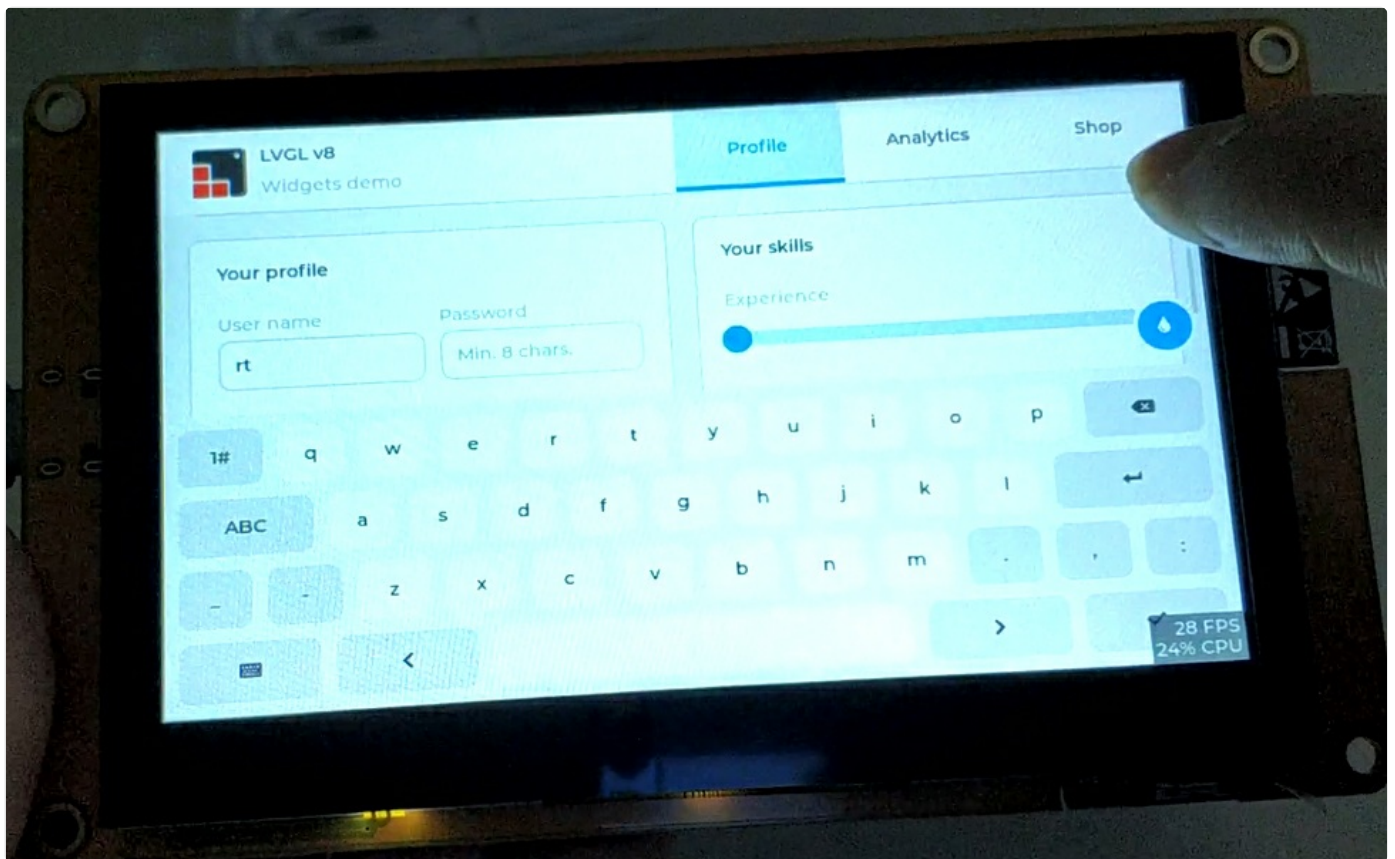 LVGL v8
Widgets demo
Profile
Analytics
Shop
Your profile
User name
Password
rt
Min. 8 chars.
Your skills
Experience
1# q w e r t y u i o p
ABC a s d f g h j k l
_ - z x c v b n m . , :
< >
28 FPS
24% CPU